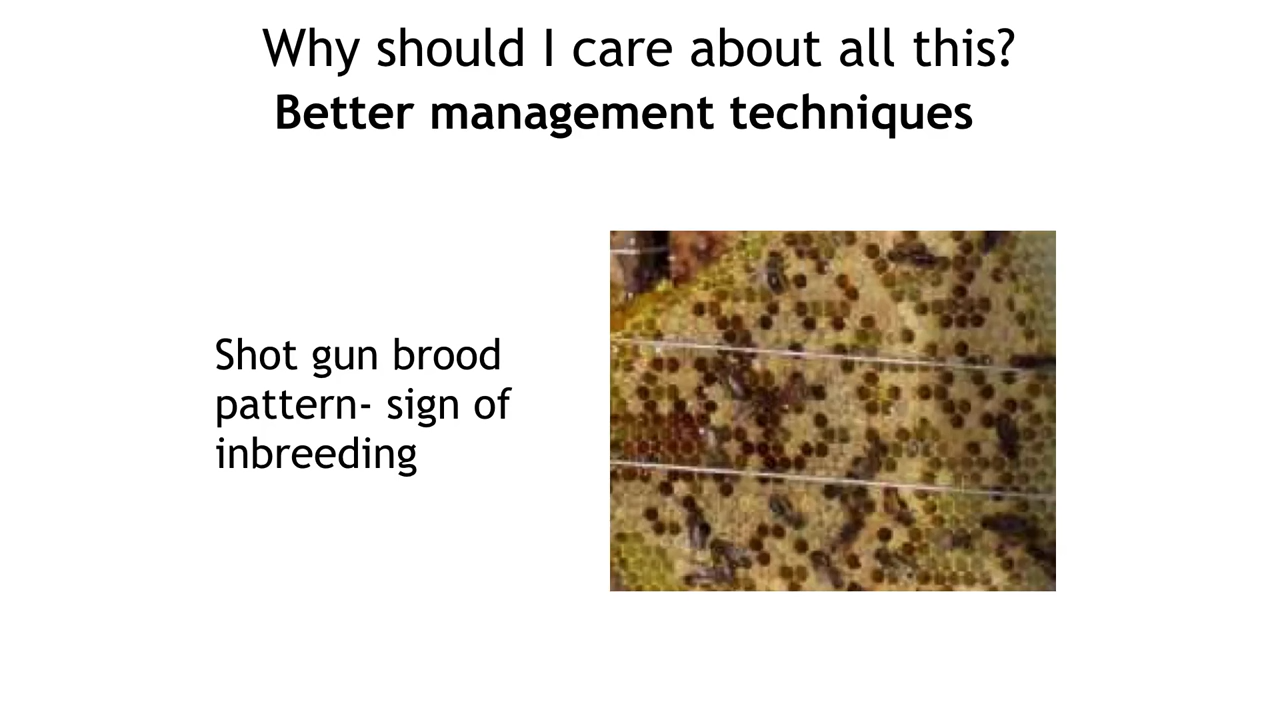 Why should I care about all this?
Better management techniques
Shot gun brood
pattern- sign of
inbreeding